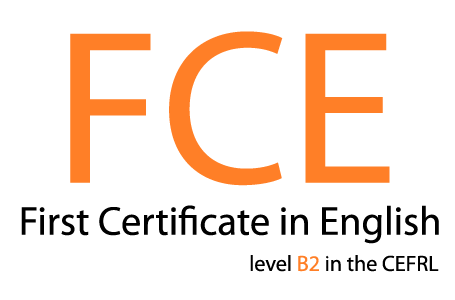 FCE
First Certificate in English
level B2 in the CEFRL